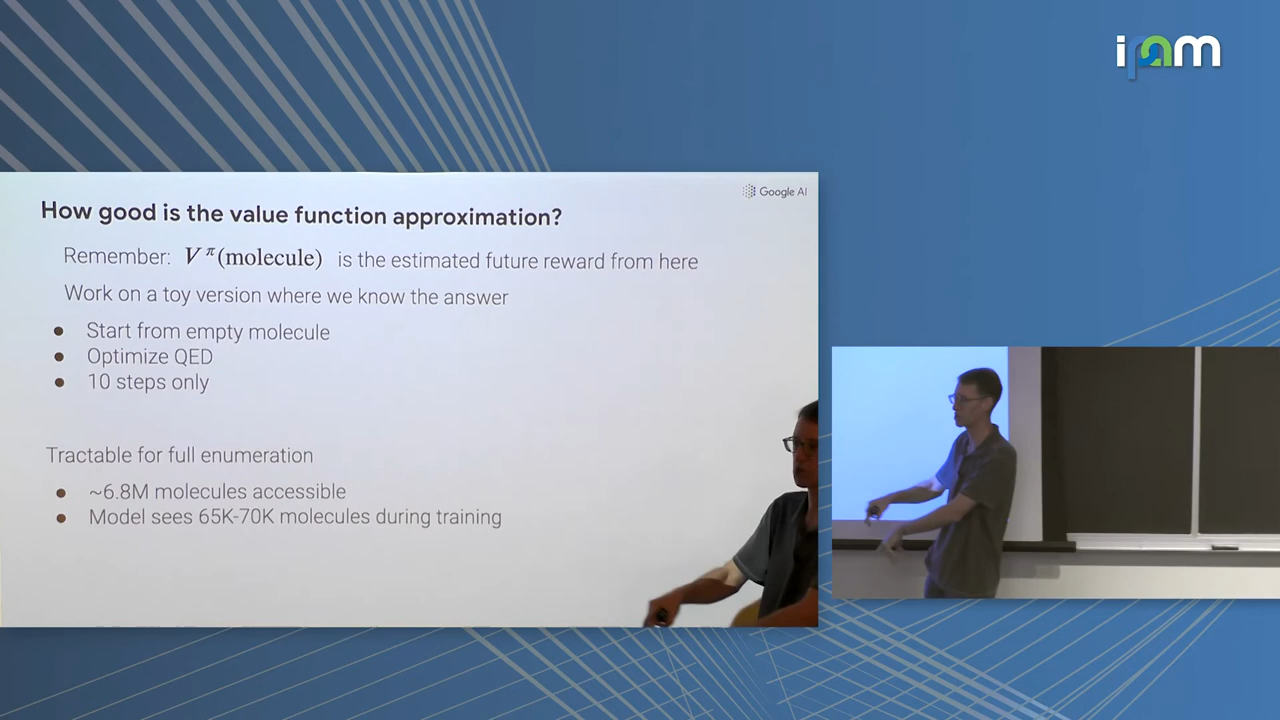 ipam
Google AI
How good is the value function approximation?
Remember: V^π(molecule) is the estimated future reward from here
Work on a toy version where we know the answer
● Start from empty molecule
● Optimize QED
● 10 steps only
Tractable for full enumeration
● ~6.8M molecules accessible
● Model sees 65K-70K molecules during training